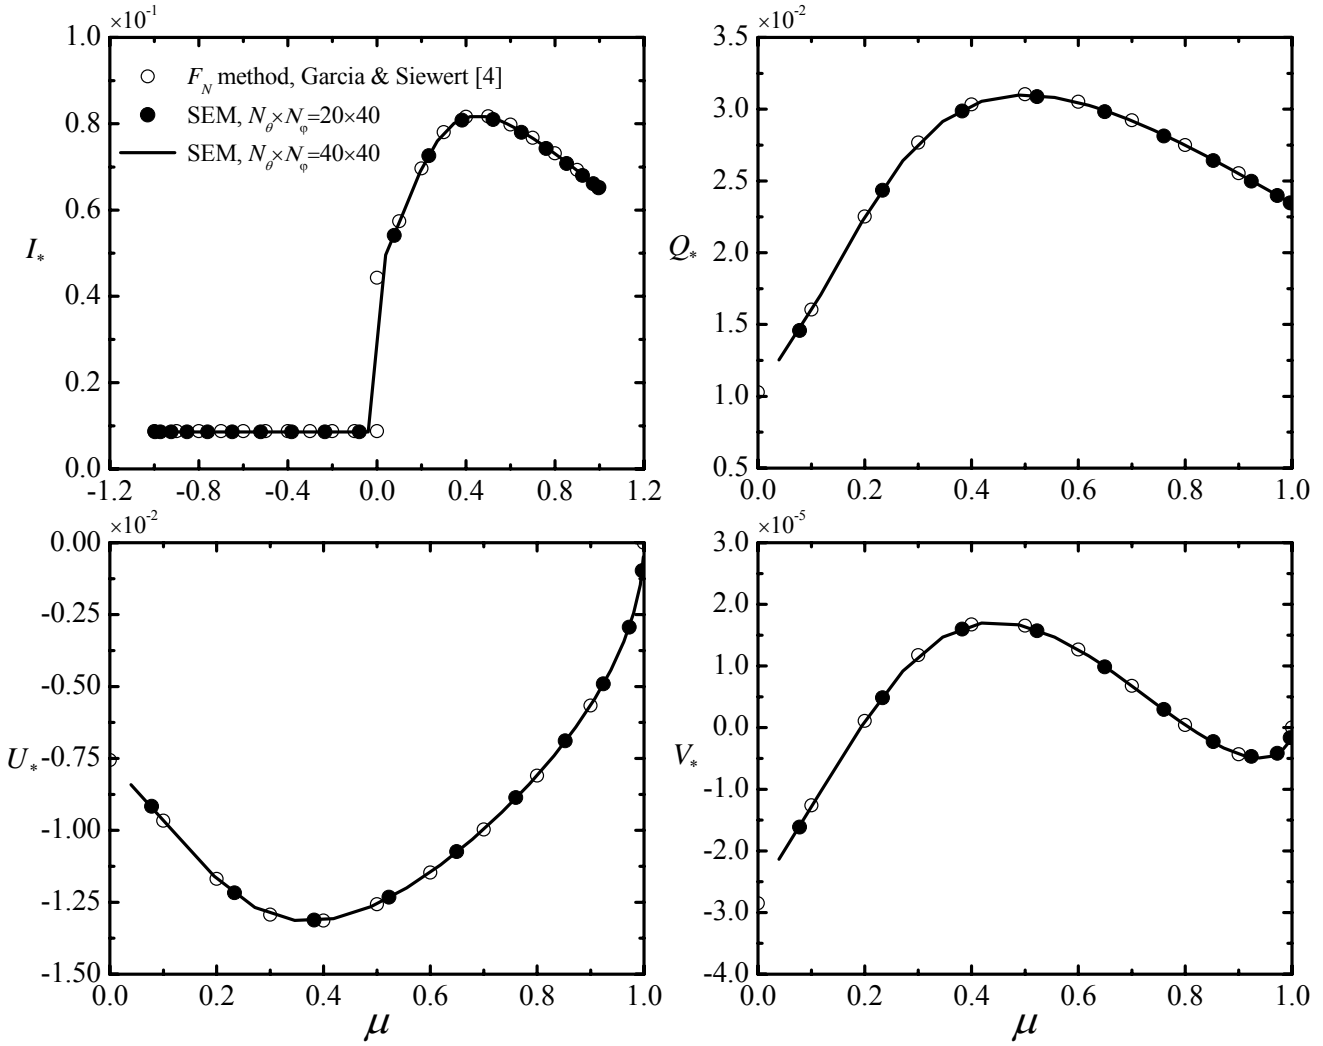 ×10⁻¹
1.0
0.8
0.6
0.4
0.2
0.0
I*
F_N method, Garcia & Siewert [4]
SEM, N_θ×N_φ=20×40
SEM, N_θ×N_φ=40×40
-1.2 -0.8 -0.4 0.0 0.4 0.8 1.2
×10⁻²
3.5
3.0
2.5
2.0
1.5
1.0
0.5
Q*
0.0 0.2 0.4 0.6 0.8 1.0
×10⁻²
0.00
-0.25
-0.50
-0.75
-1.00
-1.25
-1.50
U*
0.0 0.2 0.4 0.6 0.8 1.0
μ
×10⁻⁵
3.0
2.0
1.0
0.0
-1.0
-2.0
-3.0
-4.0
V*
0.0 0.2 0.4 0.6 0.8 1.0
μ